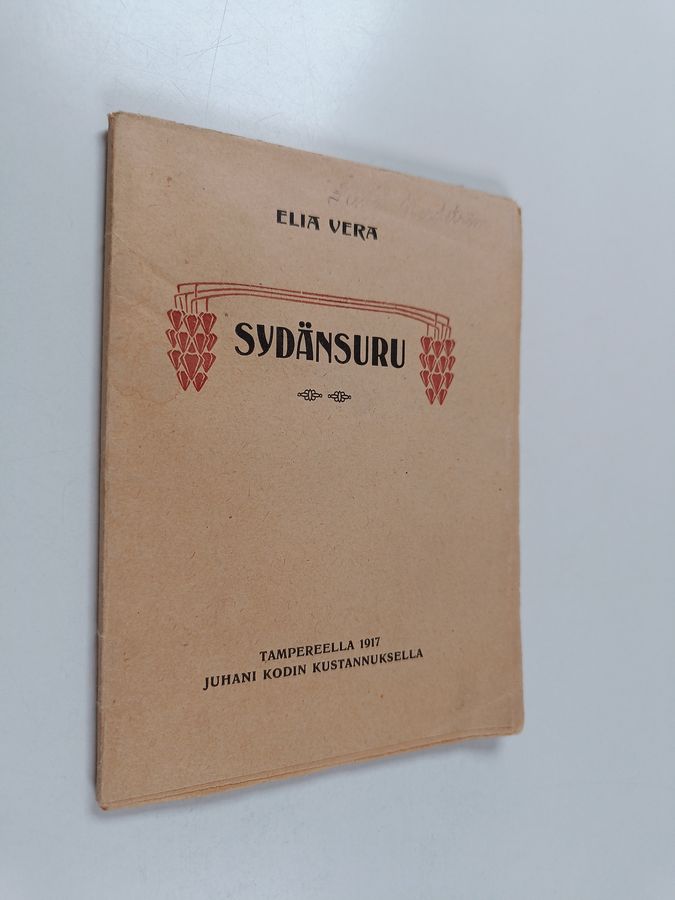 ELIA VERA
SYDÄNSURU
TAMPEREELLA 1917
JUHANI KODIN KUSTANNUKSELLA